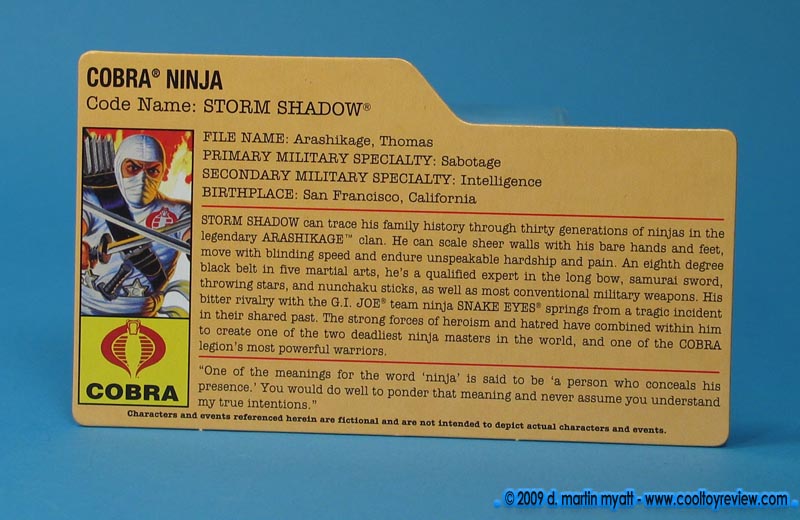 COBRA® NINJA
Code Name: STORM SHADOW®
FILE NAME: Arashikage, Thomas
PRIMARY MILITARY SPECIALTY: Sabotage
SECONDARY MILITARY SPECIALTY: Intelligence
BIRTHPLACE: San Francisco, California
STORM SHADOW can trace his family history through thirty generations of ninjas in the
legendary ARASHIKAGE™ clan. He can scale sheer walls with his bare hands and feet,
move with blinding speed and endure unspeakable hardship and pain. An eighth degree
black belt in five martial arts, he's a qualified expert in the long bow, samurai sword,
throwing stars, and nunchaku sticks, as well as most conventional military weapons. His
bitter rivalry with the G.I. JOE® team ninja SNAKE EYES® springs from a tragic incident
in their shared past. The strong forces of heroism and hatred have combined within him
to create one of the two deadliest ninja masters in the world, and one of the COBRA
legion's most powerful warriors.
"One of the meanings for the word 'ninja' is said to be 'a person who conceals his
presence.' You would do well to ponder that meaning and never assume you understand
my true intentions."
COBRA
Characters and events referenced herein are fictional and are not intended to depict actual characters and events.
© 2009 d. martin myatt - www.cooltoyreview.com